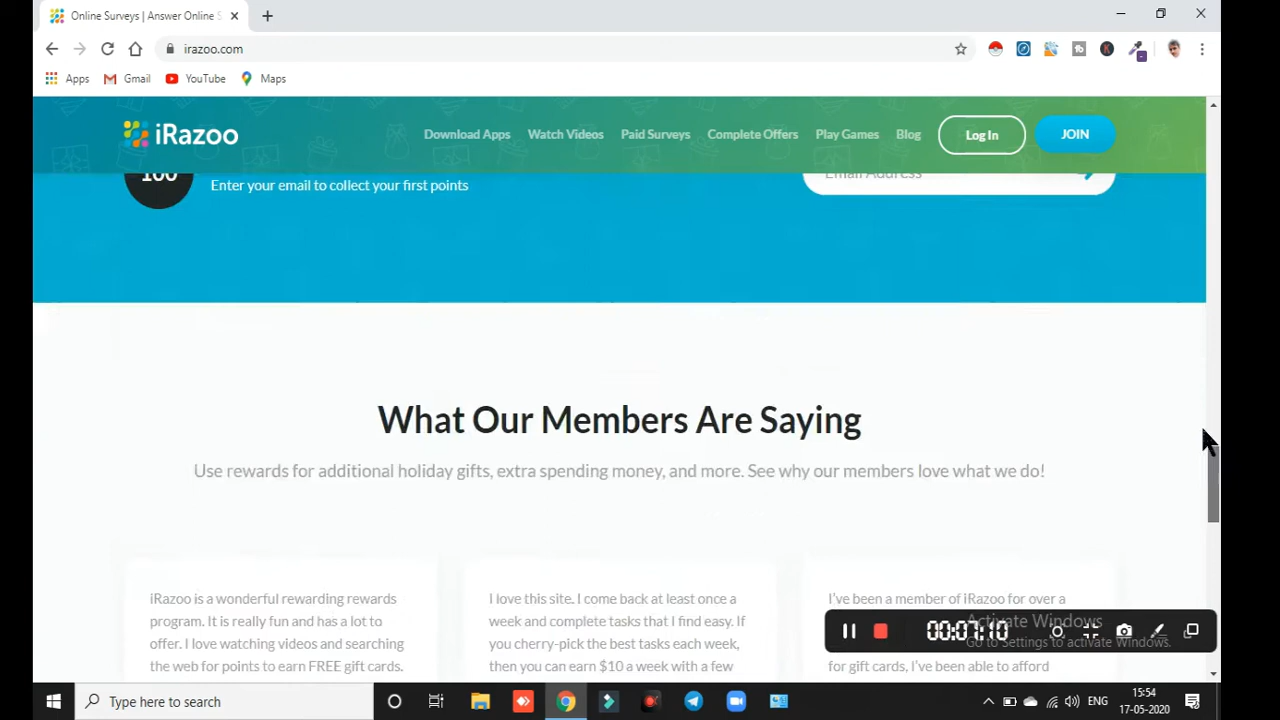 Online Surveys | Answer Online S
irazoo.com
Apps Gmail YouTube Maps
iRazoo
Download Apps Watch Videos Paid Surveys Complete Offers Play Games Blog Log In JOIN
100
Enter your email to collect your first points
Email Address
What Our Members Are Saying
Use rewards for additional holiday gifts, extra spending money, and more. See why our members love what we do!
iRazoo is a wonderful rewarding rewards
program. It is really fun and has a lot to
offer. I love watching videos and searching
the web for points to earn FREE gift cards.
I love this site. I come back at least once a
week and complete tasks that I find easy. If
you cherry-pick the best tasks each week,
then you can earn $10 a week with a few
I've been a member of iRazoo for over a
for gift cards, I've been able to afford
00:07:10
Activate Windows
Go to Settings to activate Windows.
Type here to search
ENG
15:54
17-05-2020